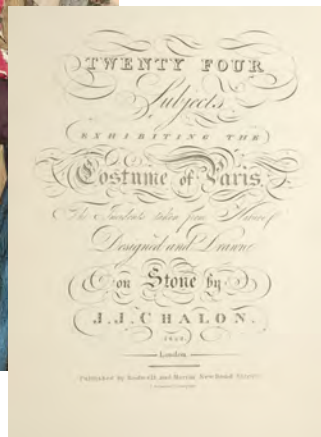 TWENTY FOUR
Subjects
EXHIBITING THE
Costume of Paris.
The Incidents taken from Nature
Designed and Drawn
on Stone by
J. J. CHALON.
London
Published by Rodwell and Martin New Bond Street